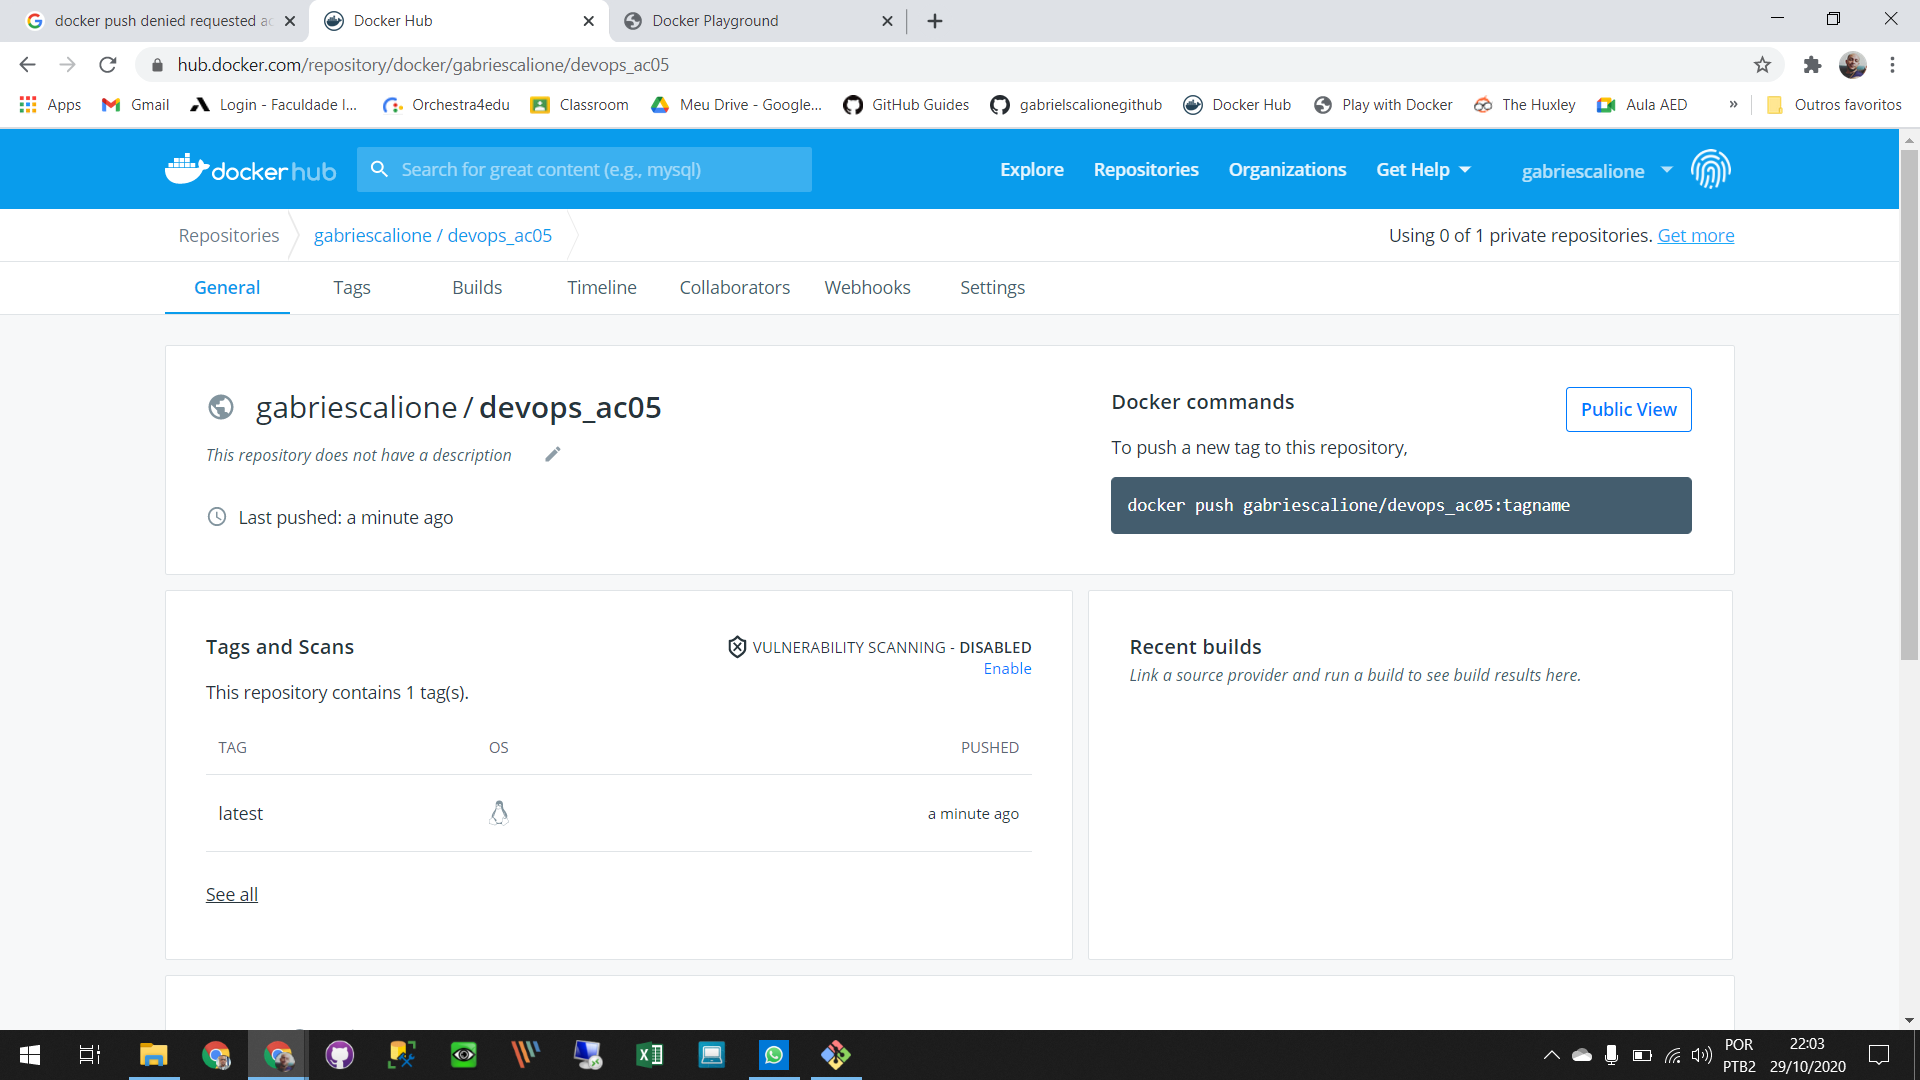 docker push denied requested ac
Docker Hub
Docker Playground
hub.docker.com/repository/docker/gabriescalione/devops_ac05
Apps
Gmail
Login - Faculdade I...
Orchestra4edu
Classroom
Meu Drive - Google...
GitHub Guides
gabrielscalionegithub
Docker Hub
Play with Docker
The Huxley
Aula AED
»
Outros favoritos
dockerhub
Search for great content (e.g., mysql)
Explore
Repositories
Organizations
Get Help
gabriescalione
Repositories
gabriescalione / devops_ac05
Using 0 of 1 private repositories. Get more
General
Tags
Builds
Timeline
Collaborators
Webhooks
Settings
gabriescalione / devops_ac05
This repository does not have a description
Last pushed: a minute ago
Docker commands
Public View
To push a new tag to this repository,
docker push gabriescalione/devops_ac05:tagname
Tags and Scans
VULNERABILITY SCANNING - DISABLED
Enable
This repository contains 1 tag(s).
TAG
OS
PUSHED
latest
a minute ago
See all
Recent builds
Link a source provider and run a build to see build results here.
POR
PTB2
22:03
29/10/2020